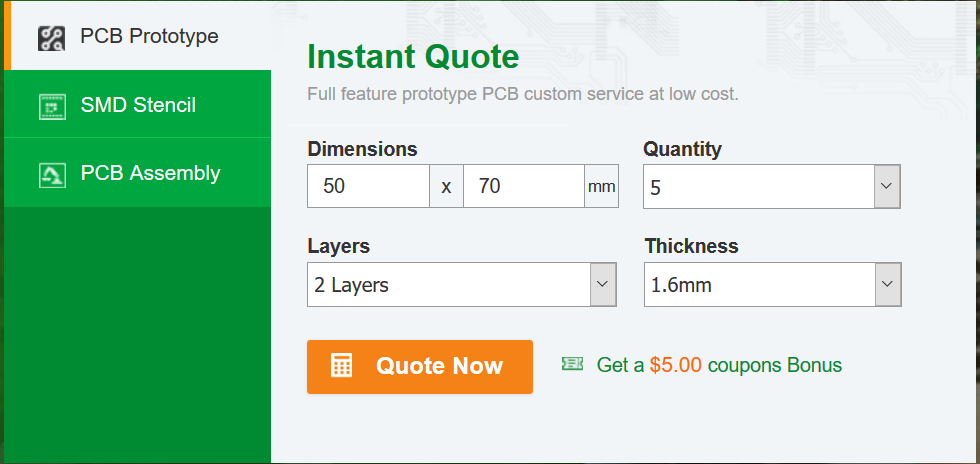 PCB Prototype
SMD Stencil
PCB Assembly
Instant Quote
Full feature prototype PCB custom service at low cost.
Dimensions
50 x 70 mm
Quantity
5
Layers
2 Layers
Thickness
1.6mm
Quote Now
Get a $5.00 coupons Bonus